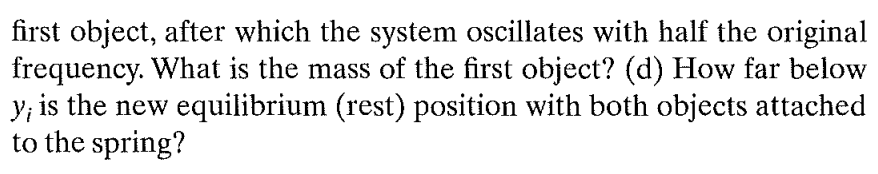 first object, after which the system oscillates with half the original
frequency. What is the mass of the first object? (d) How far below
yᵢ is the new equilibrium (rest) position with both objects attached
to the spring?